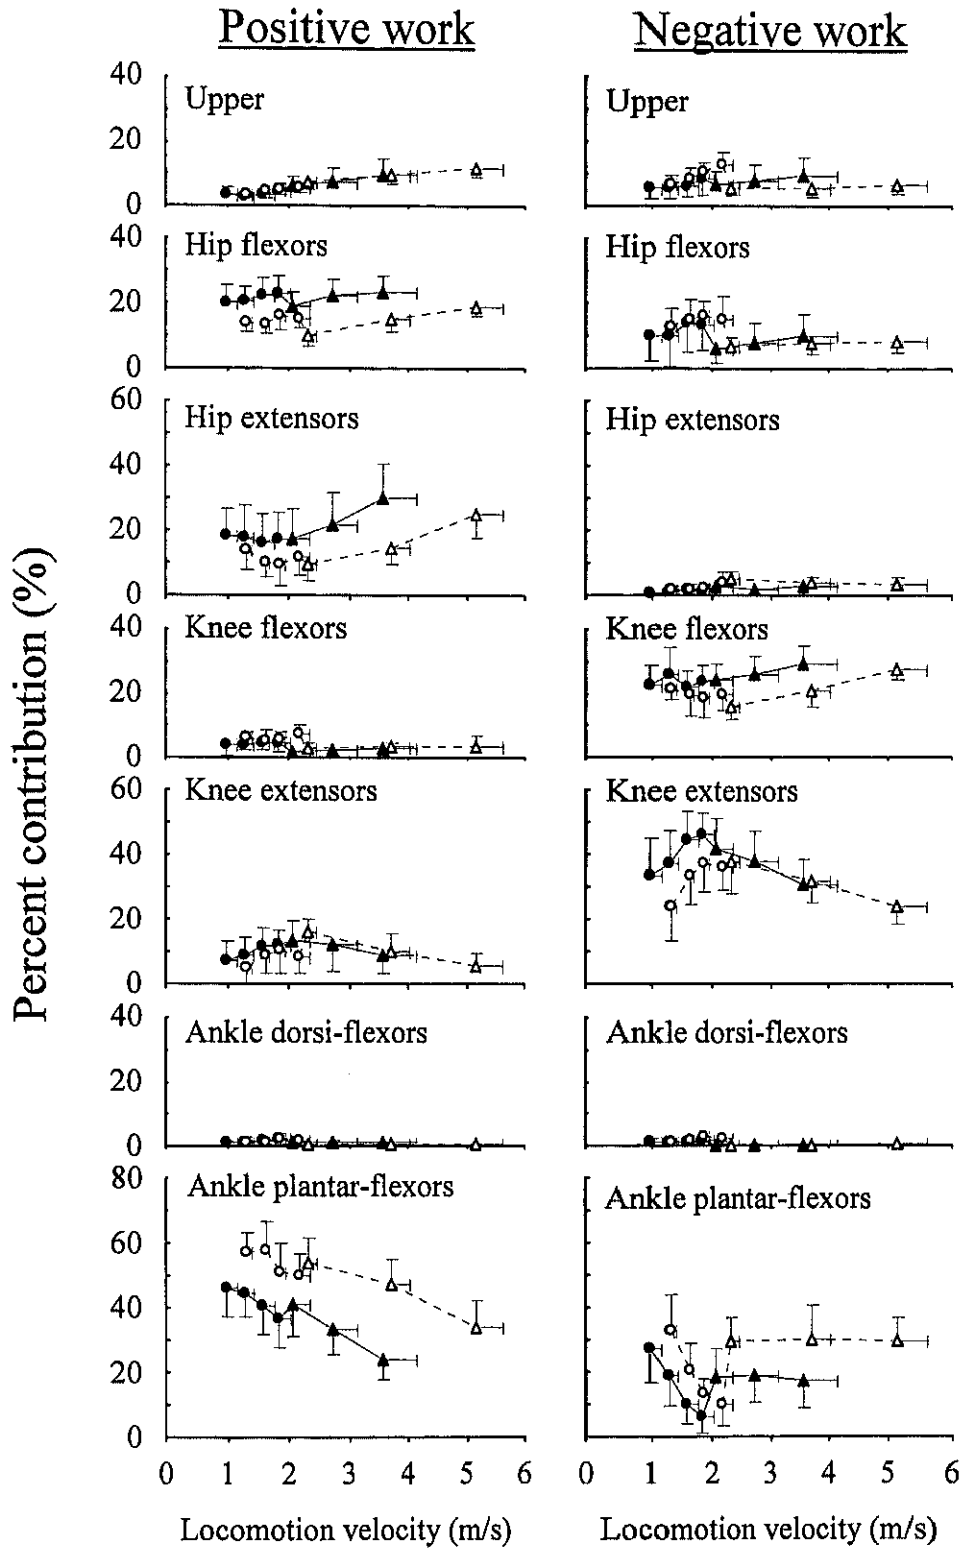 Positive work
Negative work
40
20
0
Upper
Upper
40
20
0
Hip flexors
Hip flexors
60
40
20
0
Hip extensors
Hip extensors
40
20
0
Knee flexors
Knee flexors
60
40
20
0
Knee extensors
Knee extensors
40
20
0
Ankle dorsi-flexors
Ankle dorsi-flexors
80
60
40
20
0
Ankle plantar-flexors
Ankle plantar-flexors
0 1 2 3 4 5 6
0 1 2 3 4 5 6
Locomotion velocity (m/s)
Locomotion velocity (m/s)
Percent contribution (%)